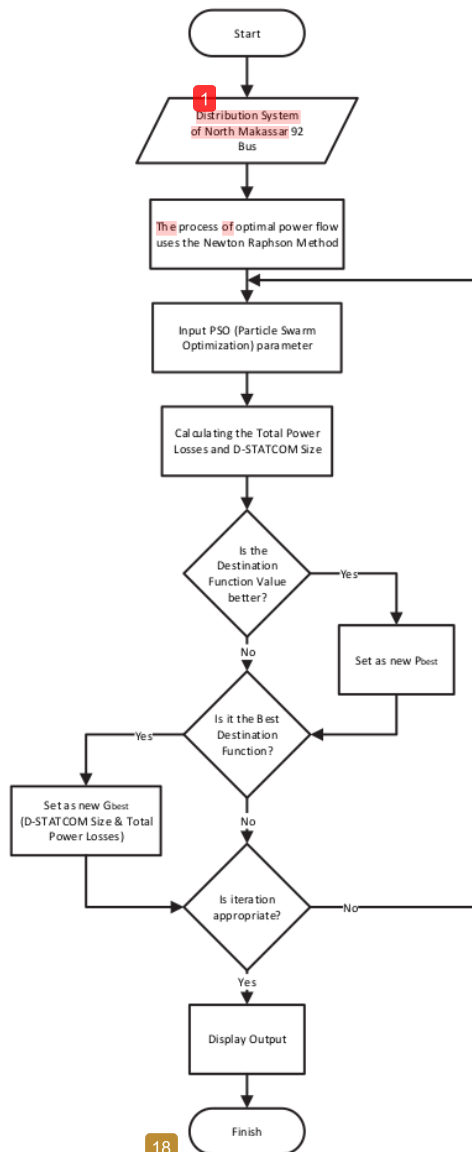 Start
1
Distribution System
of North Makassar 92
Bus
The process of optimal power flow
uses the Newton Raphson Method
Input PSO (Particle Swarm
Optimization) parameter
Calculating the Total Power
Losses and D-STATCOM Size
Is the
Destination
Function Value
better?
Yes
No
Set as new Pbest
Is it the Best
Destination
Function?
Yes
No
Set as new Gbest
(D-STATCOM Size & Total
Power Losses)
Is iteration
appropriate?
No
Yes
Display Output
Finish
18